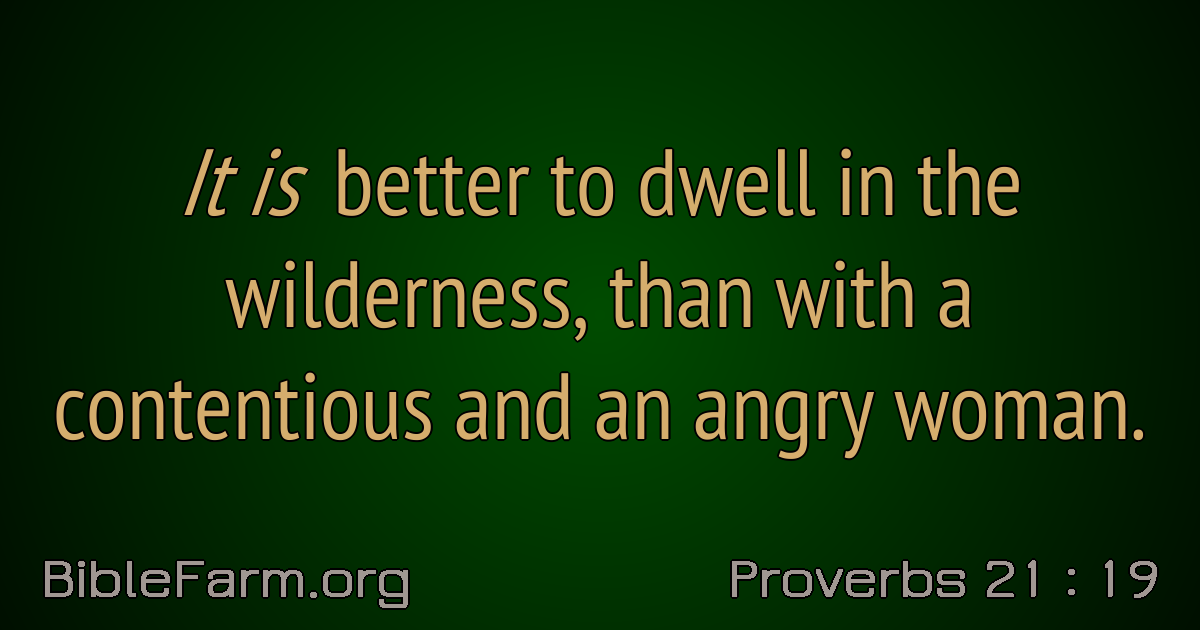 It is better to dwell in the
wilderness, than with a
contentious and an angry woman.
BibleFarm.org
Proverbs 21 : 19